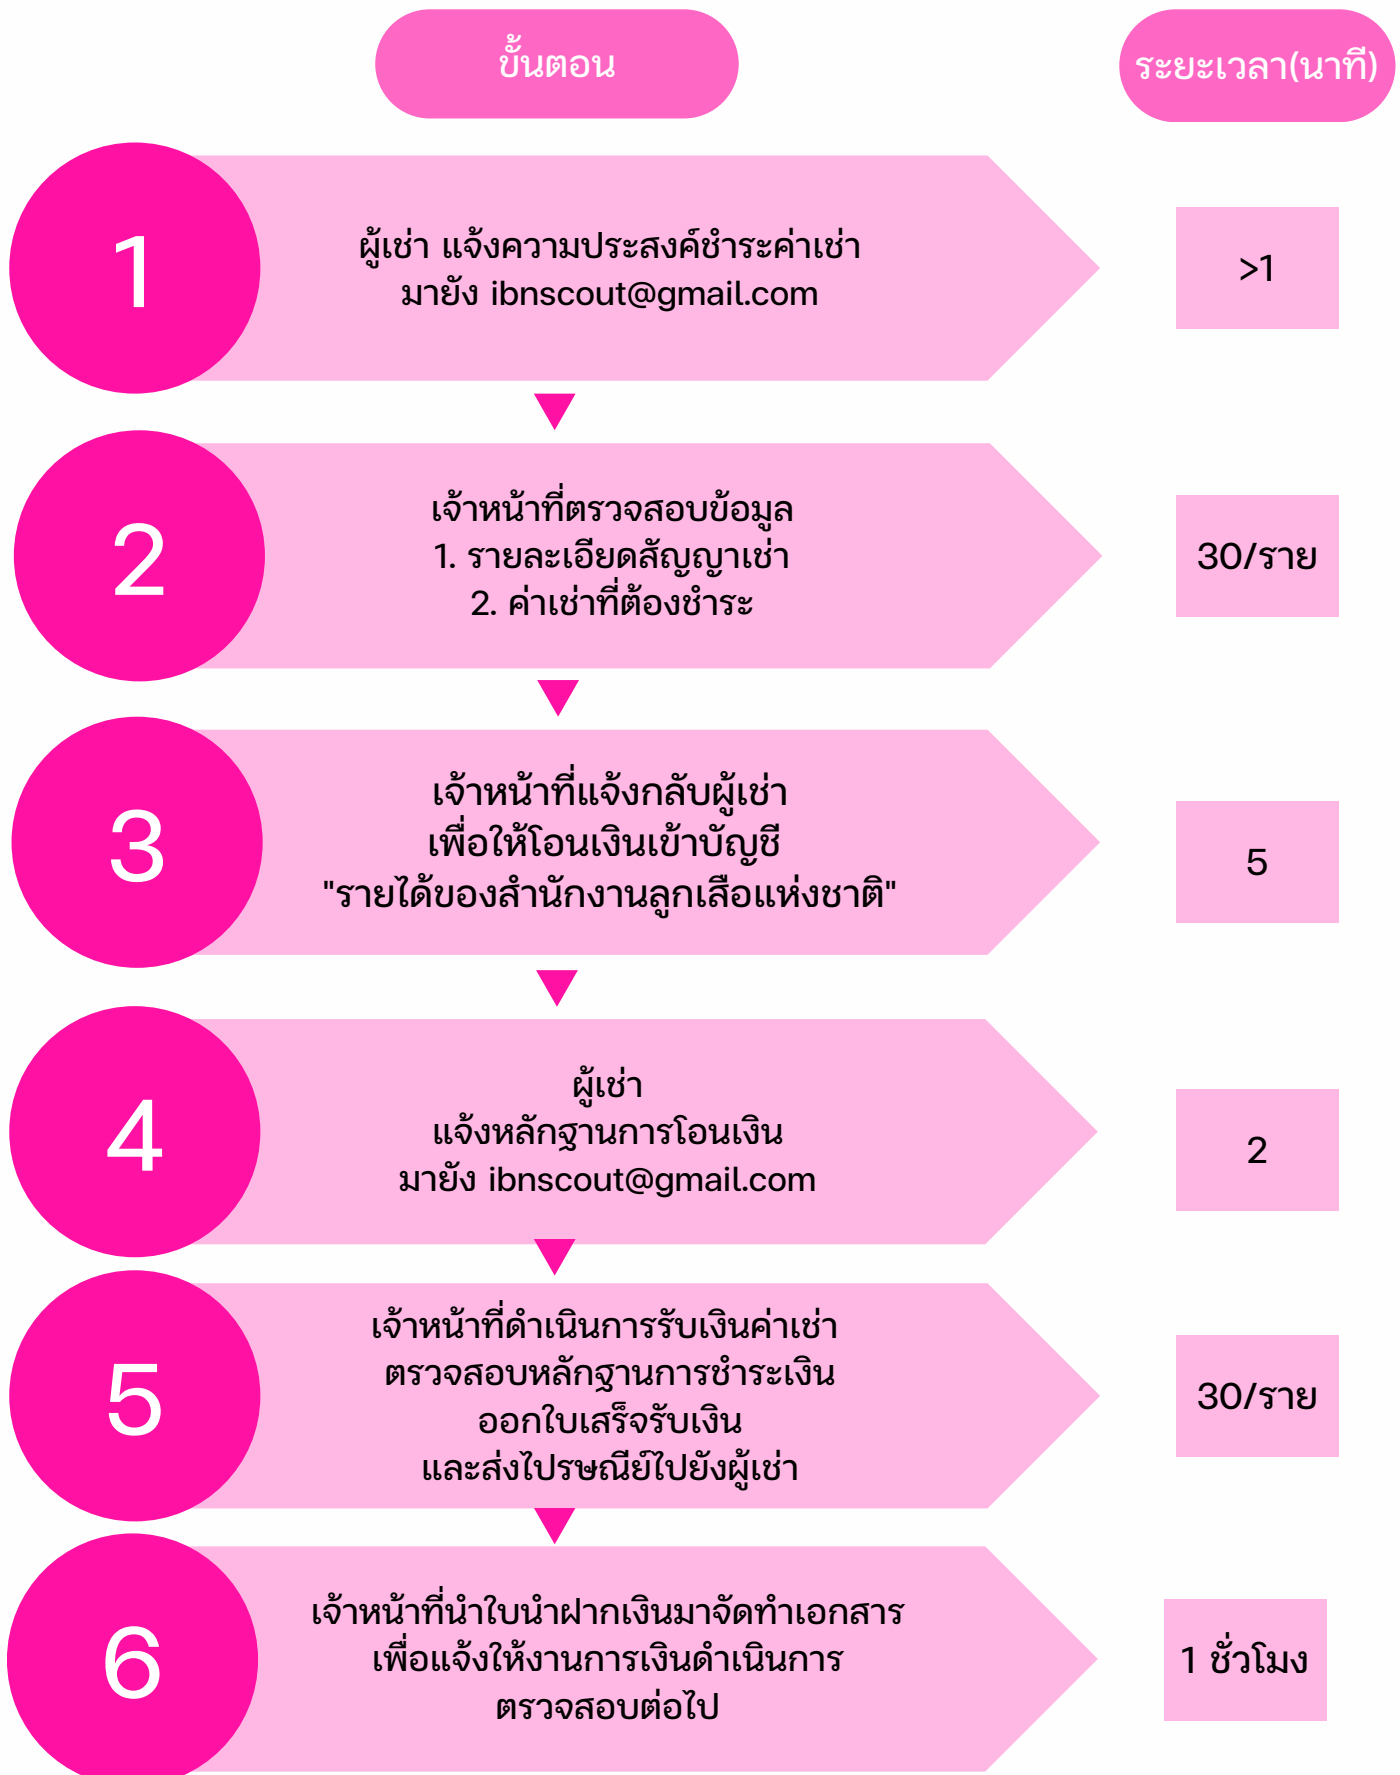 ขั้นตอน
ระยะเวลา(นาที)
1
ผู้เช่า แจ้งความประสงค์ชำระค่าเช่า
มายัง ibnscout@gmail.com
>1
2
เจ้าหน้าที่ตรวจสอบข้อมูล
1. รายละเอียดสัญญาเช่า
2. ค่าเช่าที่ต้องชำระ
30/ราย
3
เจ้าหน้าที่แจ้งกลับผู้เช่า
เพื่อให้โอนเงินเข้าบัญชี
"รายได้ของสำนักงานลูกเสือแห่งชาติ"
5
4
ผู้เช่า
แจ้งหลักฐานการโอนเงิน
มายัง ibnscout@gmail.com
2
5
เจ้าหน้าที่ดำเนินการรับเงินค่าเช่า
ตรวจสอบหลักฐานการชำระเงิน
ออกใบเสร็จรับเงิน
และส่งไปรษณีย์ไปยังผู้เช่า
30/ราย
6
เจ้าหน้าที่นำใบนำฝากเงินมาจัดทำเอกสาร
เพื่อแจ้งให้งานการเงินดำเนินการ
ตรวจสอบต่อไป
1 ชั่วโมง